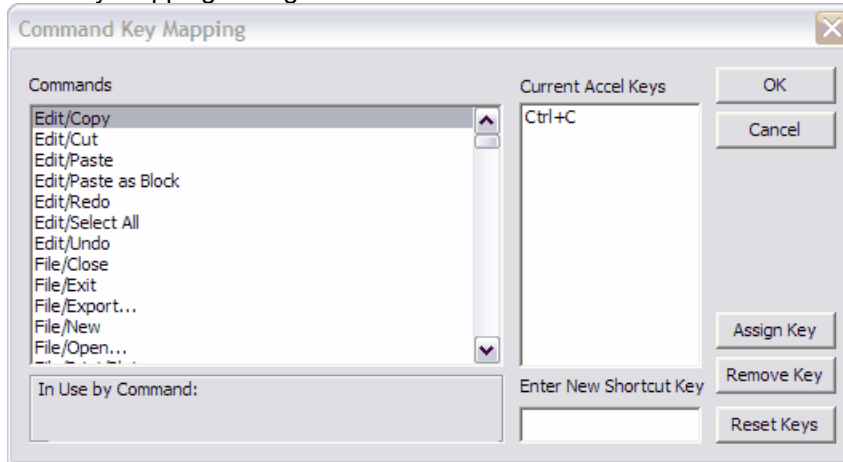 Command Key Mapping
Commands
Edit/Copy
Edit/Cut
Edit/Paste
Edit/Paste as Block
Edit/Redo
Edit/Select All
Edit/Undo
File/Close
File/Exit
File/Export...
File/New
File/Open...
In Use by Command:
Current Accel Keys
Ctrl+C
Enter New Shortcut Key
OK
Cancel
Assign Key
Remove Key
Reset Keys